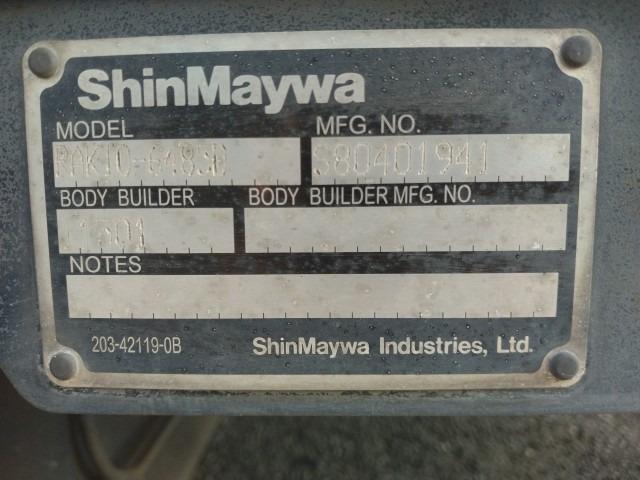 ShinMaywa
MODEL MFG. NO.
S80401941
BODY BUILDER BODY BUILDER MFG. NO.
NOTES
203-42119-0B ShinMaywa Industries, Ltd.